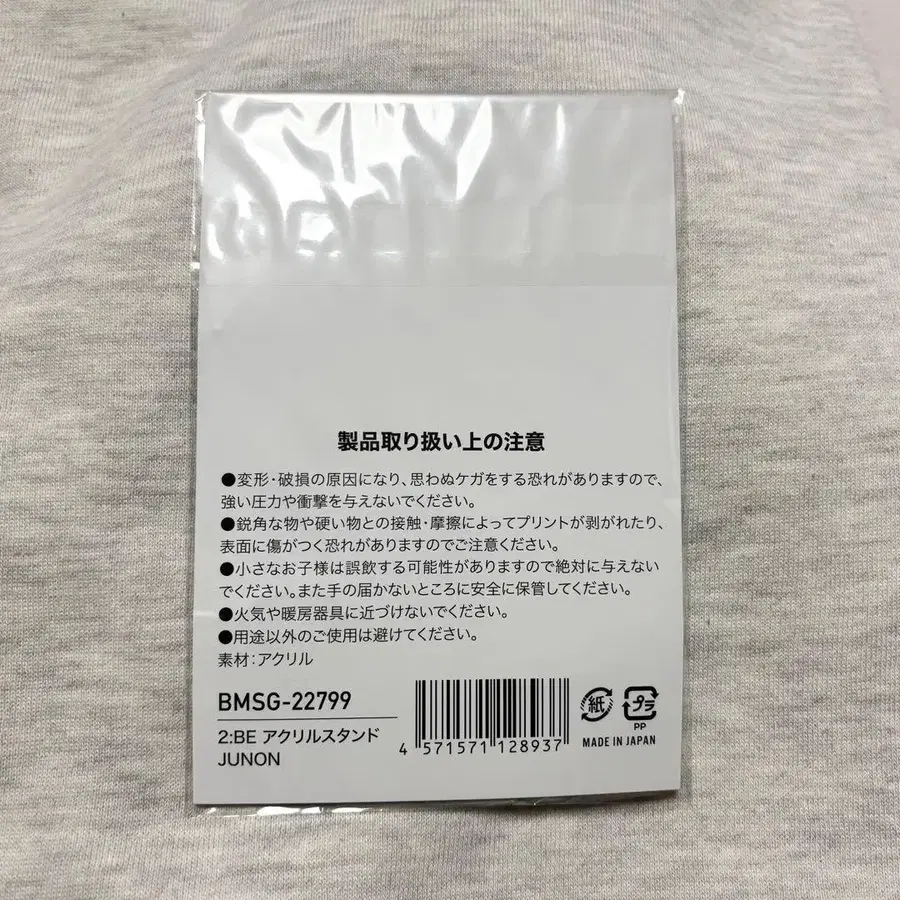 製品取り扱い上の注意
●変形・破損の原因になり、思わぬケガをする恐れがありますので、
強い圧力や衝撃を与えないでください。
●鋭角な物や硬い物との接触・摩擦によってプリントが剥がれたり、
表面に傷がつく恐れがありますのでご注意ください。
●小さなお子様は誤飲する可能性がありますので絶対に与えない
でください。また手の届かないところに安全に保管してください。
●火気や暖房器具に近づけないでください。
●用途以外のご使用は避けてください。
素材:アクリル
BMSG-22799
2:BE アクリルスタンド
JUNON
4 571571 128937
紙
プラ
PP
MADE IN JAPAN